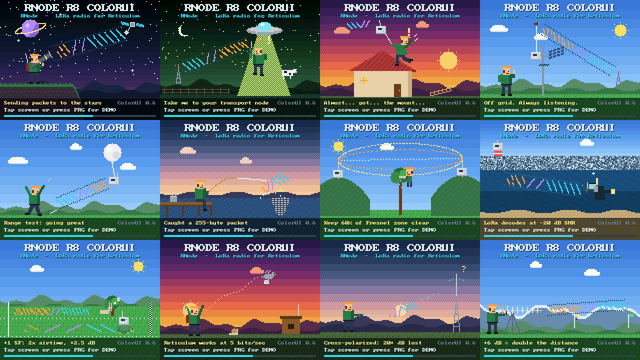 RNODE R8 COLORUI
RNode - LoRa radio for Reticulum
Sending packets to the stars
ColorUI 0.6
Tap screen or press PRG for DEMO
RNODE R8 COLORUI
RNode - LoRa radio for Reticulum
Take me to your transport node
ColorUI 0.6
Tap screen or press PRG for DEMO
RNODE R8 COLORUI
RNode - LoRa radio for Reticulum
Almost... got... the mount...
ColorUI 0.6
Tap screen or press PRG for DEMO
RNODE R8 COLORUI
RNode - LoRa radio for Reticulum
Off grid. Always listening.
ColorUI 0.6
Tap screen or press PRG for DEMO
RNODE R8 COLORUI
RNode - LoRa radio for Reticulum
Range test: going great
ColorUI 0.6
Tap screen or press PRG for DEMO
RNODE R8 COLORUI
RNode - LoRa radio for Reticulum
Caught a 255-byte packet
ColorUI 0.6
Tap screen or press PRG for DEMO
RNODE R8 COLORUI
RNode - LoRa radio for Reticulum
Keep 60% of Fresnel zone clear
ColorUI 0.6
Tap screen or press PRG for DEMO
RNODE R8 COLORUI
RNode - LoRa radio for Reticulum
LoRa decodes at -20 dB SNR
ColorUI 0.6
Tap screen or press PRG for DEMO
RNODE R8 COLORUI
RNode - LoRa radio for Reticulum
+1 SF: 2x airtime, +2.5 dB
ColorUI 0.6
Tap screen or press PRG for DEMO
RNODE R8 COLORUI
RNode - LoRa radio for Reticulum
Reticulum works at 5 bits/sec
ColorUI 0.6
Tap screen or press PRG for DEMO
RNODE R8 COLORUI
RNode - LoRa radio for Reticulum
?
Cross-polarized: 20+ dB lost
ColorUI 0.6
Tap screen or press PRG for DEMO
RNODE R8 COLORUI
RNode - LoRa radio for Reticulum
+6 dB = double the distance
ColorUI 0.6
Tap screen or press PRG for DEMO